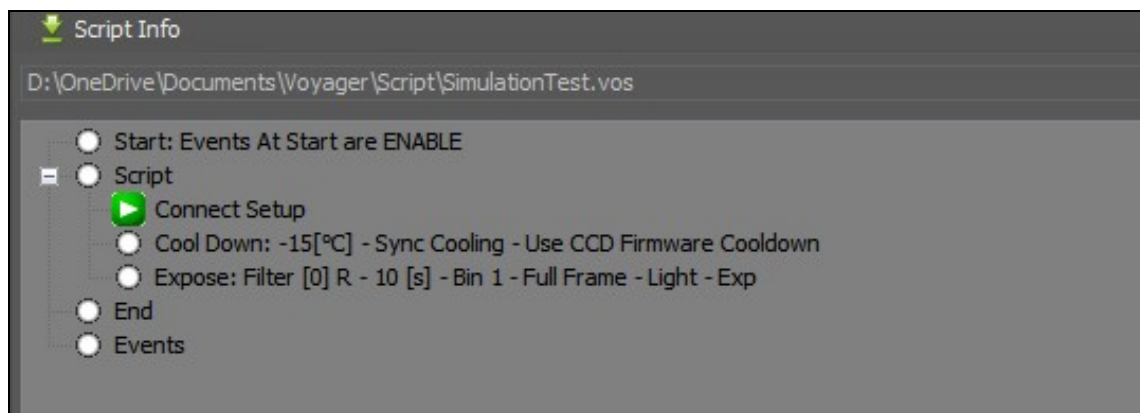 Script Info
D:\OneDrive\Documents\Voyager\Script\SimulationTest.vos
Start: Events At Start are ENABLE
Script
Connect Setup
Cool Down: -15[°C] - Sync Cooling - Use CCD Firmware Cooldown
Expose: Filter [0] R - 10 [s] - Bin 1 - Full Frame - Light - Exp
End
Events